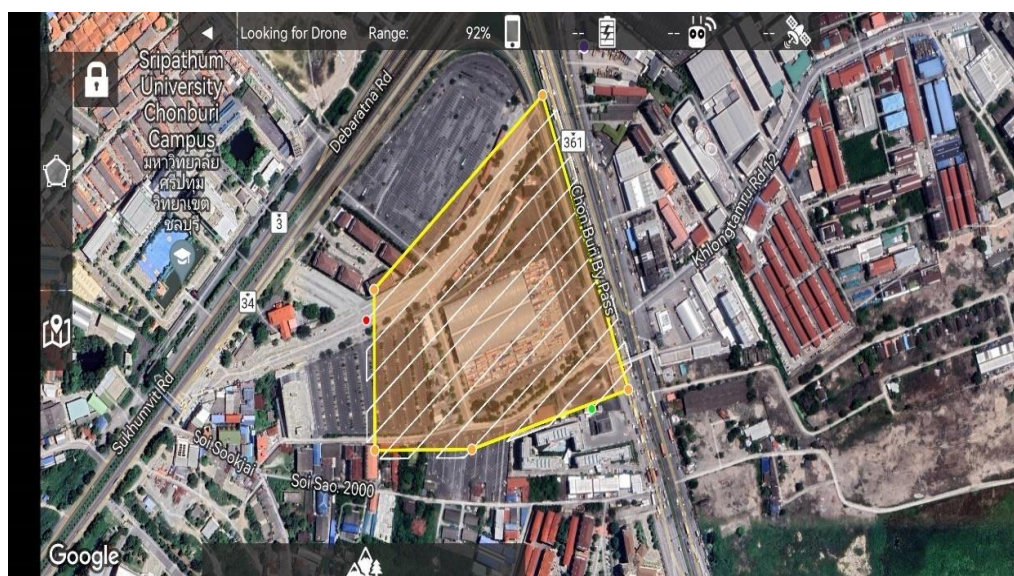 Looking for Drone Range: 92% -- -- --
Sripathum
University
Chonburi
Campus
มหาวิทยาลัย
ศรีปทุม
วิทยาเขต
ชลบุรี
Debaratna Rd
361
3
Chon Buri By Pass
Khlongtamru Rd 12
34
Sukhumvit Rd
Soi Sookjai
Soi Sao. 2000
Google